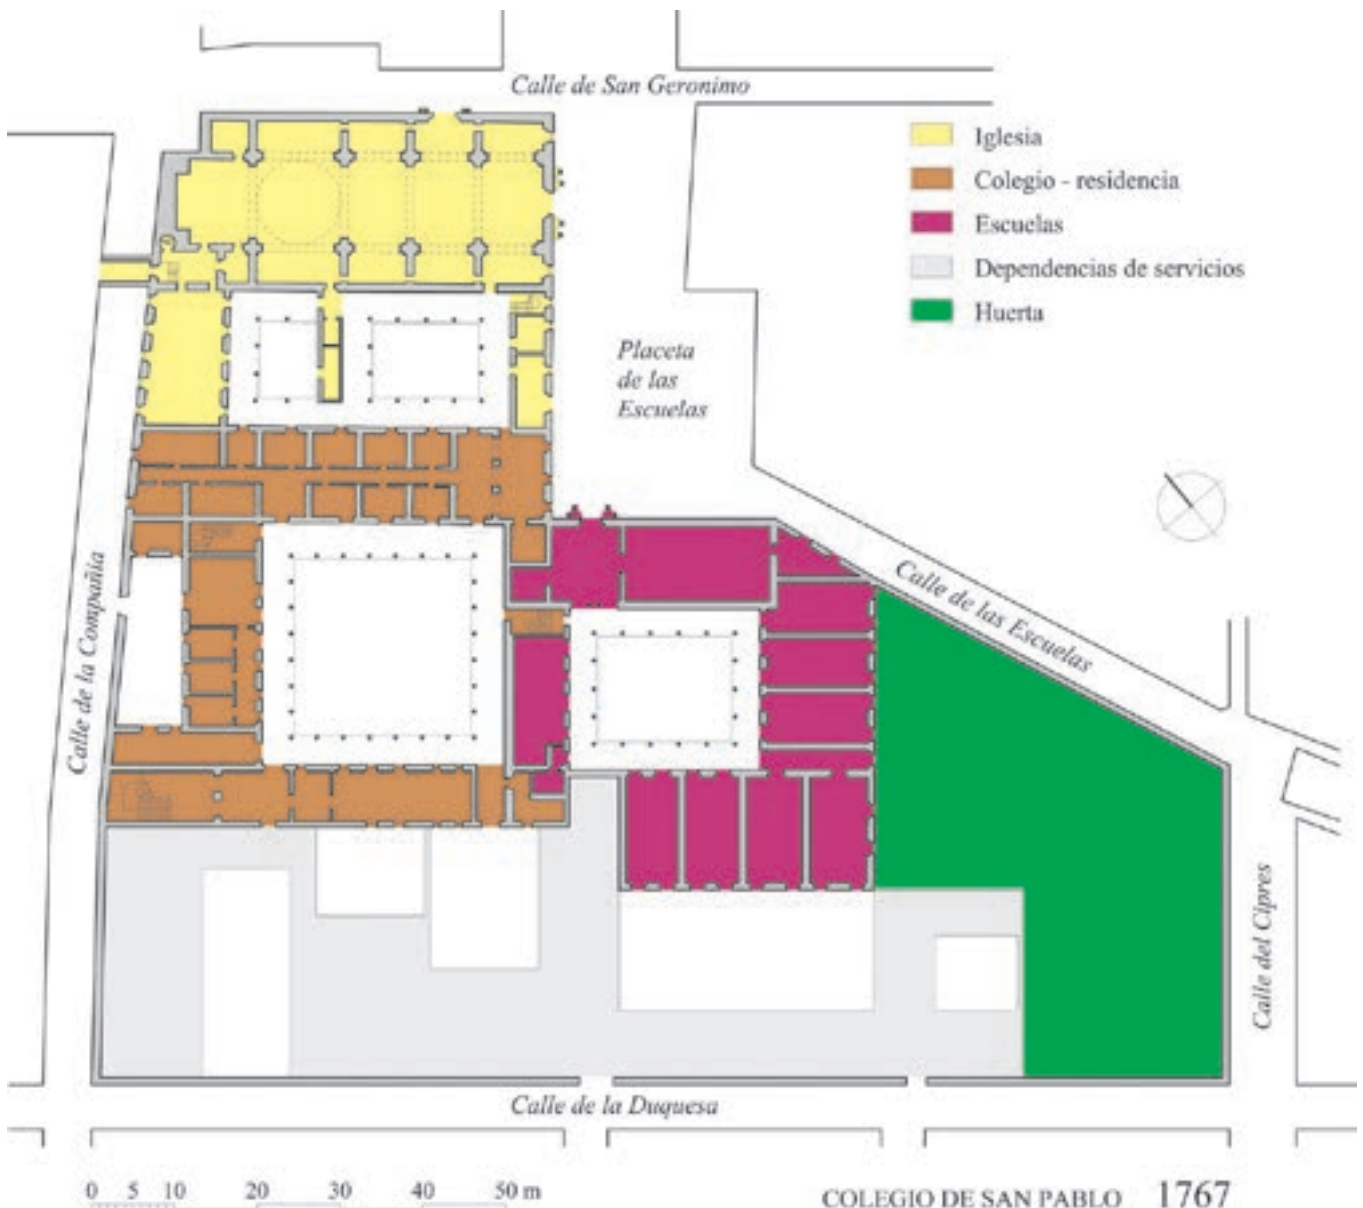 Calle de San Geronimo
Iglesia
Colegio - residencia
Escuelas
Dependencias de servicios
Huerta
Placeta
de las
Escuelas
Calle de las Escuelas
Calle de la Compañia
Calle del Cipres
Calle de la Duquesa
0 5 10 20 30 40 50 m
COLEGIO DE SAN PABLO 1767